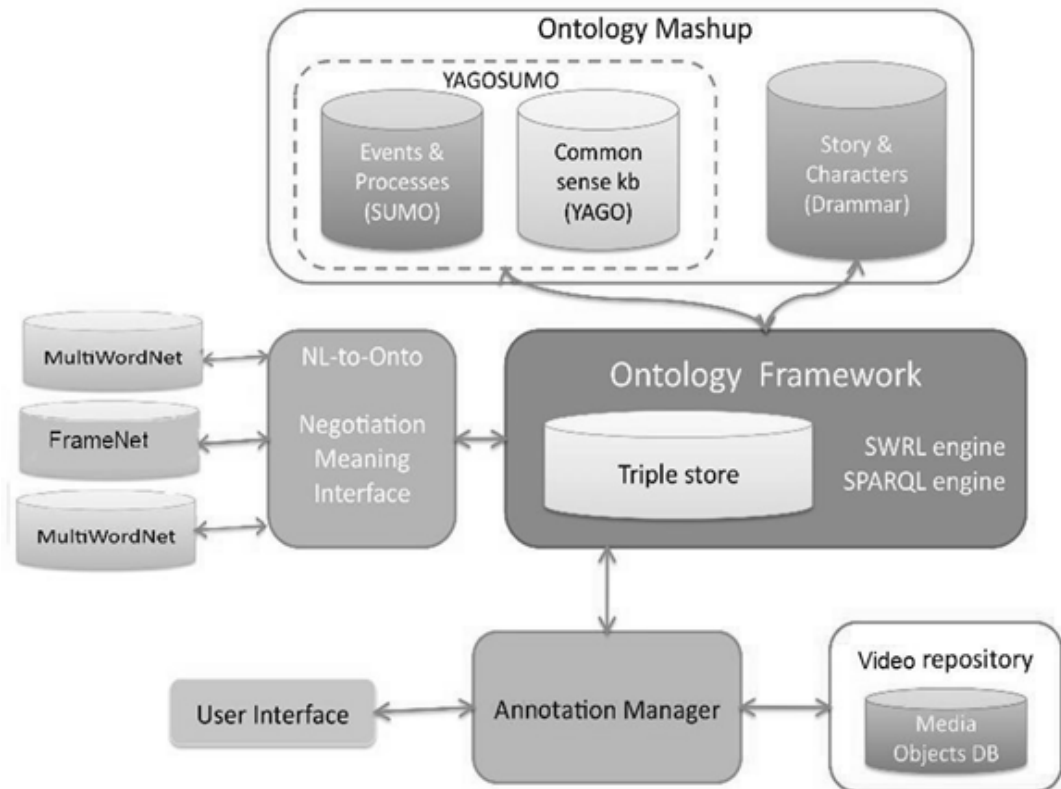 Ontology Mashup
YAGOSUMO
Events &
Processes
(SUMO)
Common
sense kb
(YAGO)
Story &
Characters
(Drammar)
MultiWordNet
FrameNet
MultiWordNet
NL-to-Onto
Negotiation
Meaning
Interface
Ontology Framework
Triple store
SWRL engine
SPARQL engine
User Interface
Annotation Manager
Video repository
Media
Objects DB